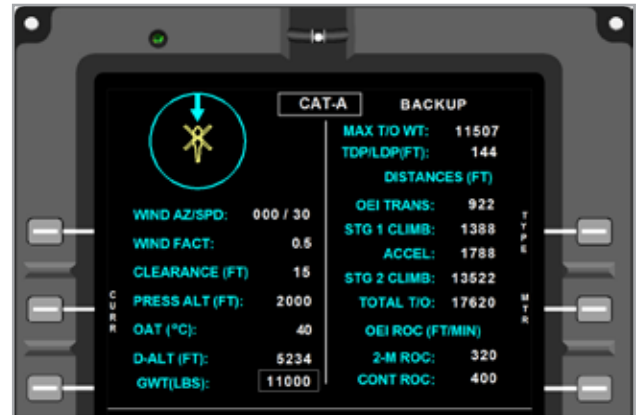 CAT-A BACKUP
WIND AZ/SPD: 000 / 30
WIND FACT: 0.5
CLEARANCE (FT) 15
PRESS ALT (FT): 2000
OAT (°C): 40
D-ALT (FT): 5234
GWT(LBS): 11000
CURR
MAX T/O WT: 11507
TDP/LDP(FT): 144
DISTANCES (FT)
OEI TRANS: 922
STG 1 CLIMB: 1388
ACCEL: 1788
STG 2 CLIMB: 13522
TOTAL T/O: 17620
OEI ROC (FT/MIN)
2-M ROC: 320
CONT ROC: 400
TYPE
MTR